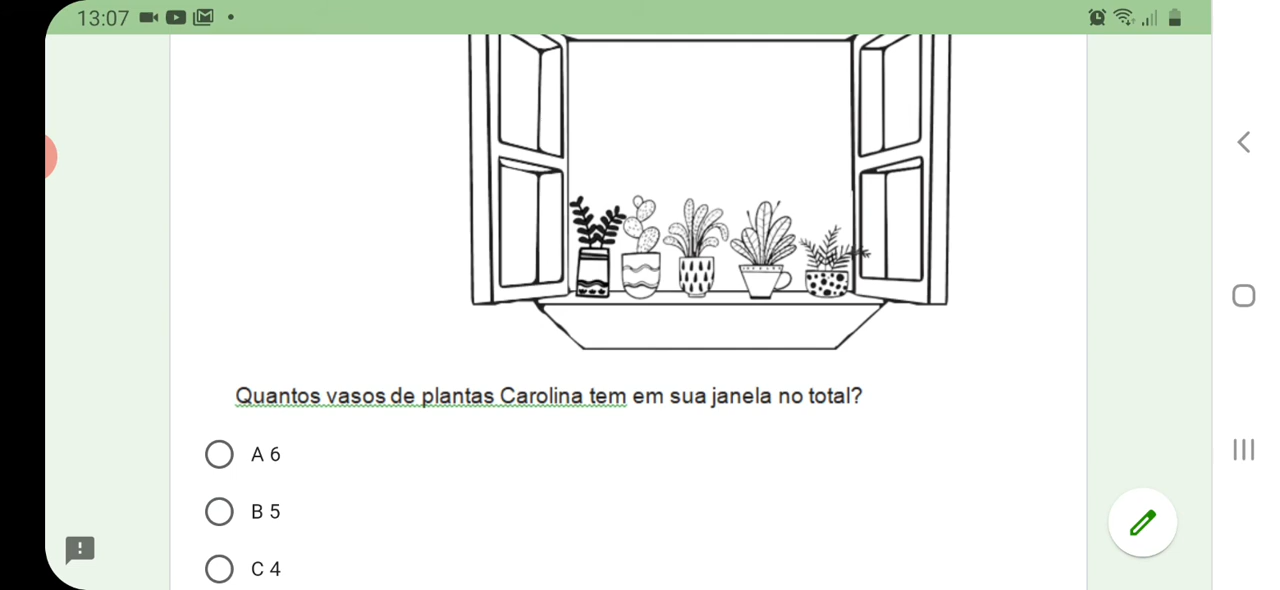 13:07
Quantos vasos de plantas Carolina tem em sua janela no total?
A 6
B 5
C 4